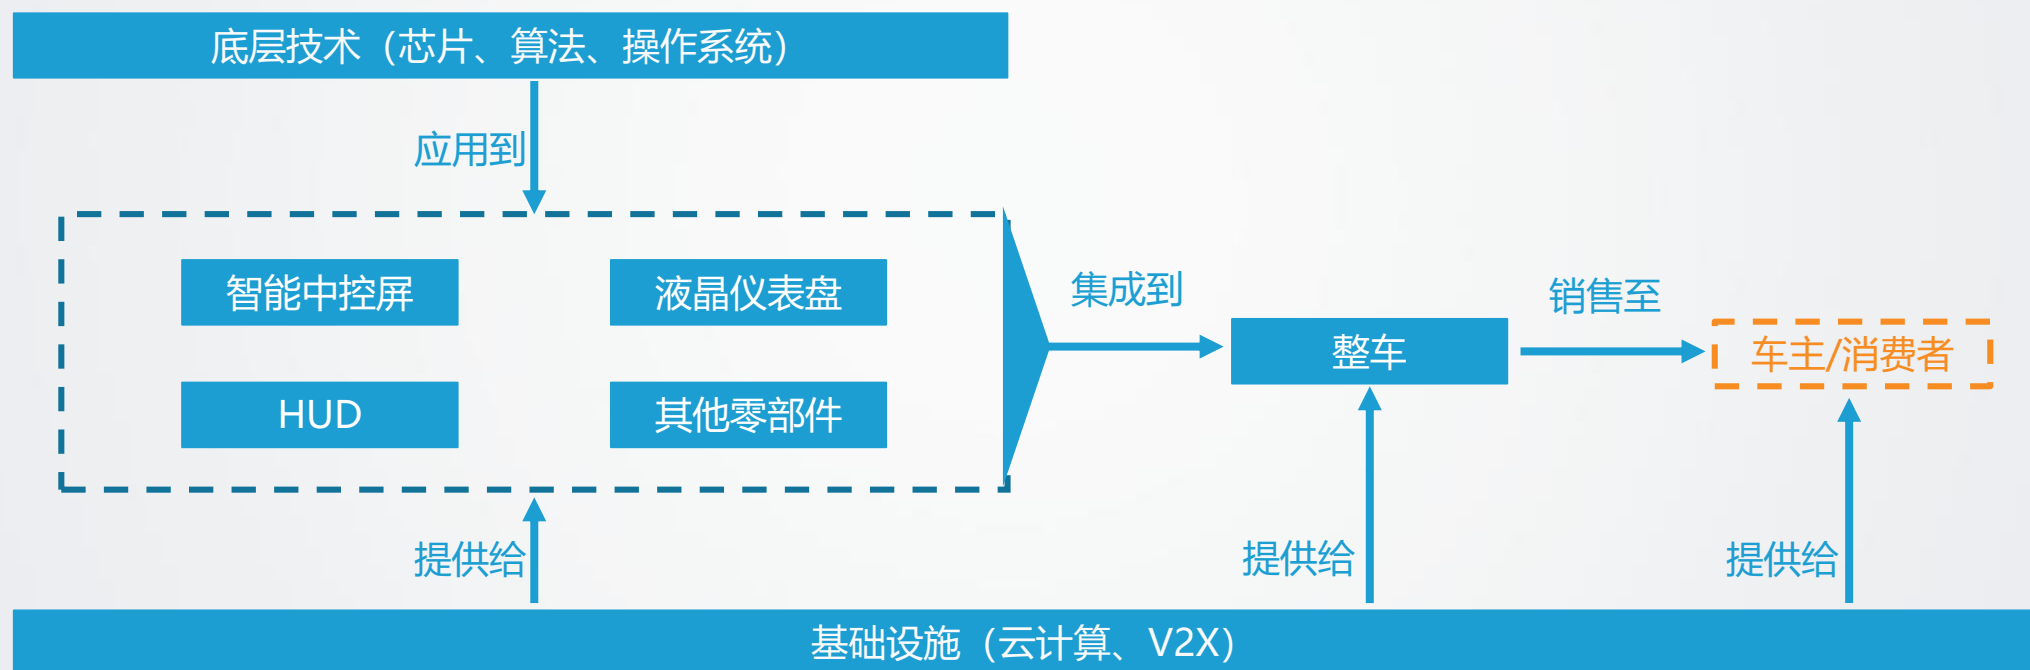 底层技术（芯片、算法、操作系统）
应用到
智能中控屏
液晶仪表盘
集成到
销售至
整车
车主/消费者
HUD
其他零部件
提供给
提供给
提供给
基础设施（云计算、V2X）